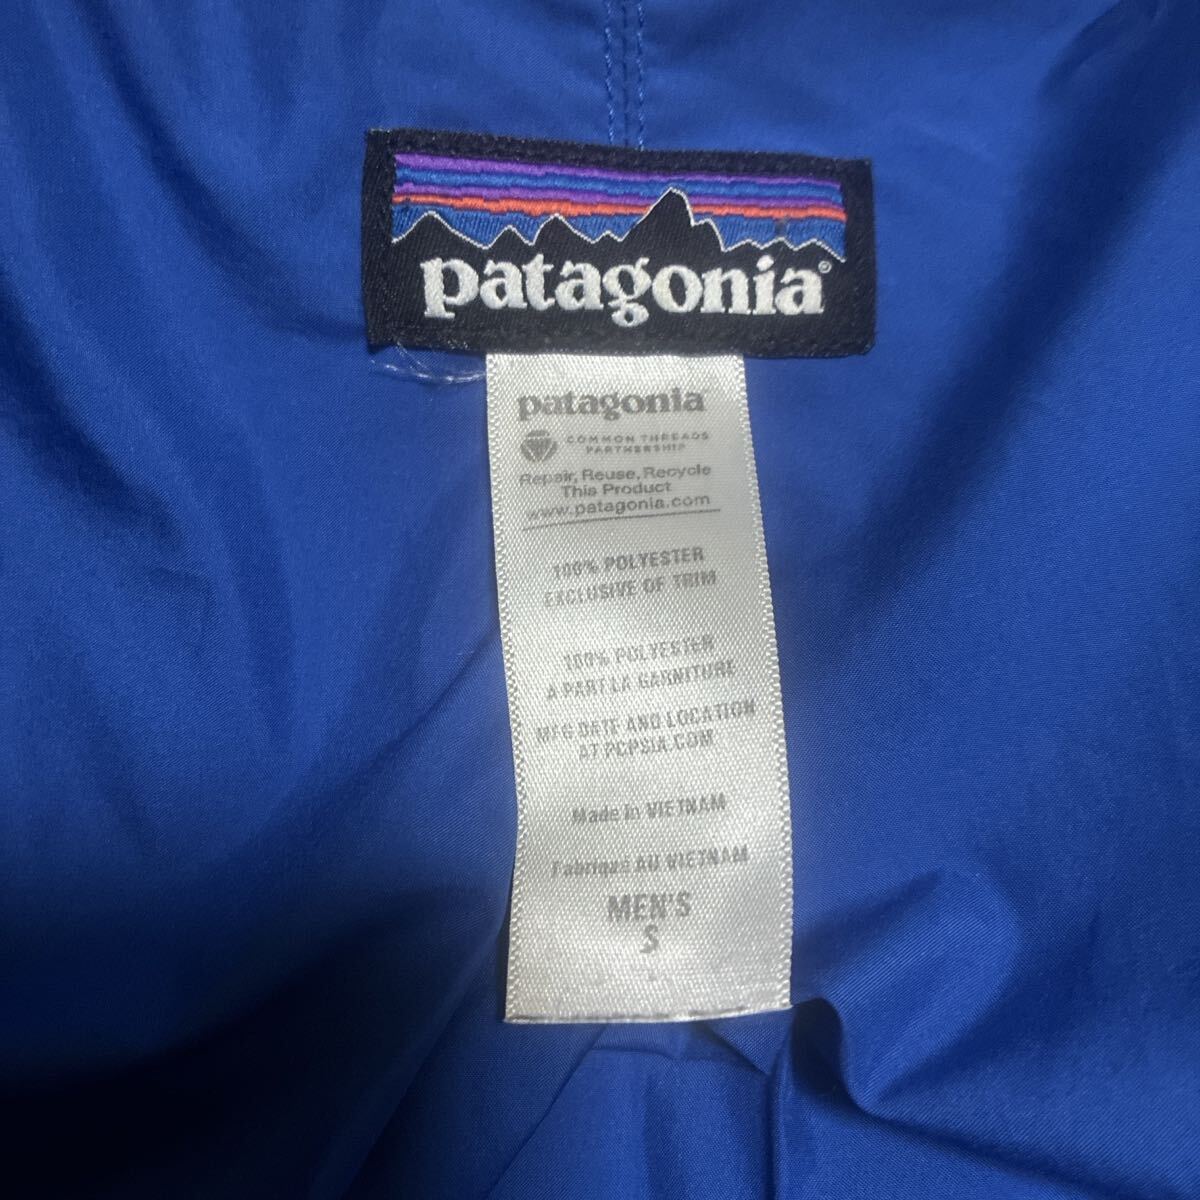 patagonia®
patagonia
COMMON THREADS
PARTNERSHIP
Repair, Reuse, Recycle
This Product
www.patagonia.com
100% POLYESTER
EXCLUSIVE OF TRIM
100% POLYESTER
A PART LA GARNITURE
MFG DATE AND LOCATION
AT PCPSIA.COM
Made in VIETNAM
Fabriqué AU VIETNAM
MEN'S
S